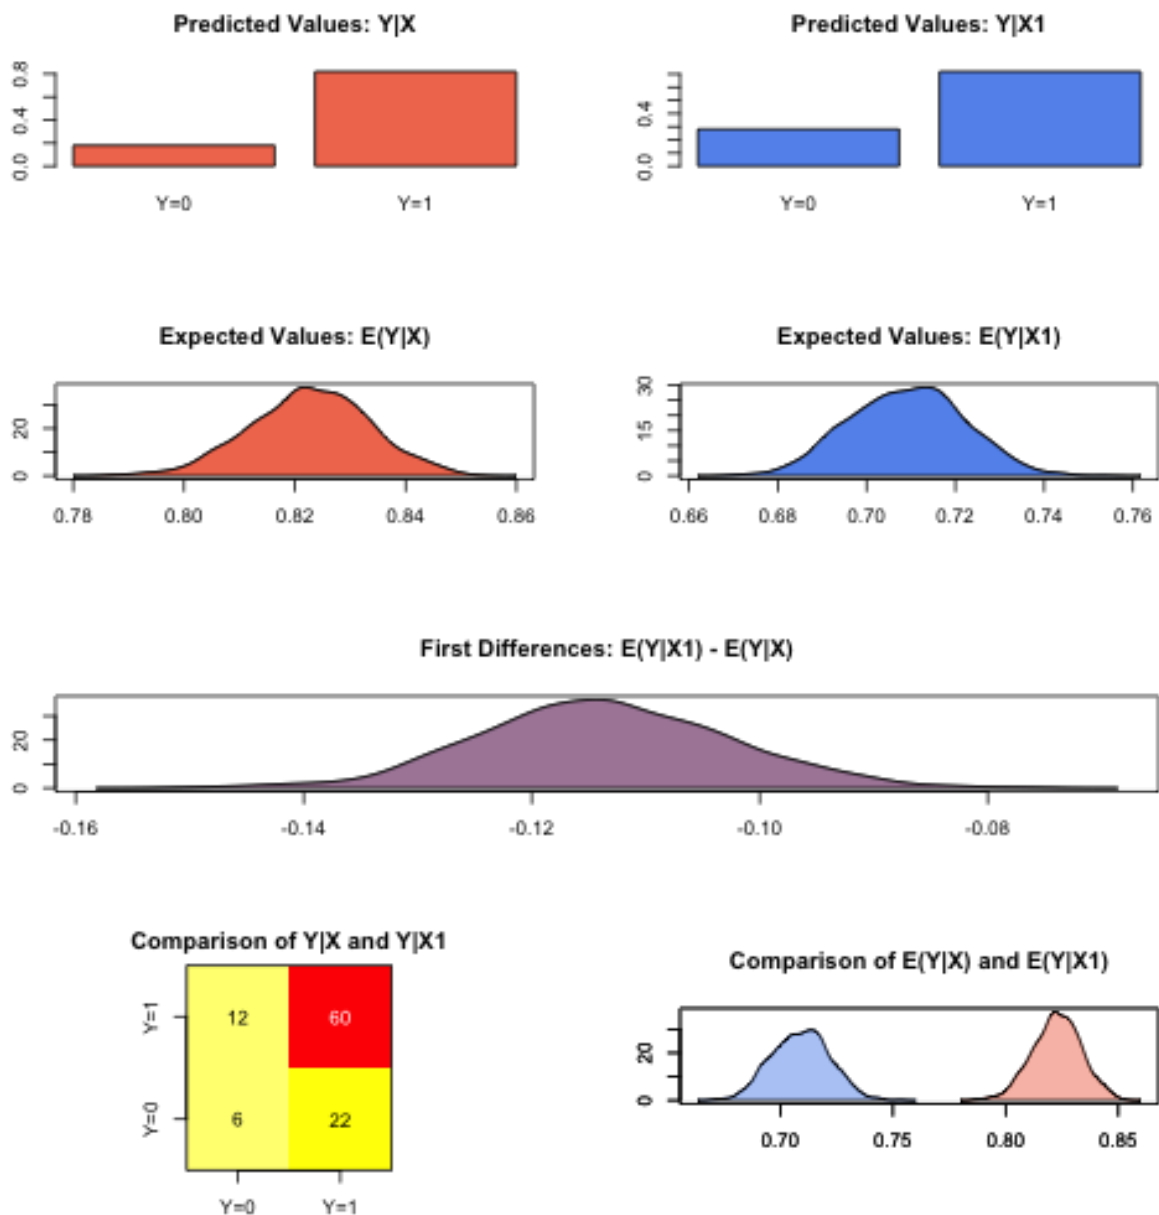 Predicted Values: Y|X
0.0 0.4 0.8
Y=0 Y=1
Predicted Values: Y|X1
0.0 0.4
Y=0 Y=1
Expected Values: E(Y|X)
0 20
0.78 0.80 0.82 0.84 0.86
Expected Values: E(Y|X1)
0 15 30
0.66 0.68 0.70 0.72 0.74 0.76
First Differences: E(Y|X1) - E(Y|X)
0 20
-0.16 -0.14 -0.12 -0.10 -0.08
Comparison of Y|X and Y|X1
Y=1 12 60
Y=0 6 22
Y=0 Y=1
Comparison of E(Y|X) and E(Y|X1)
0 20
0.70 0.75 0.80 0.85